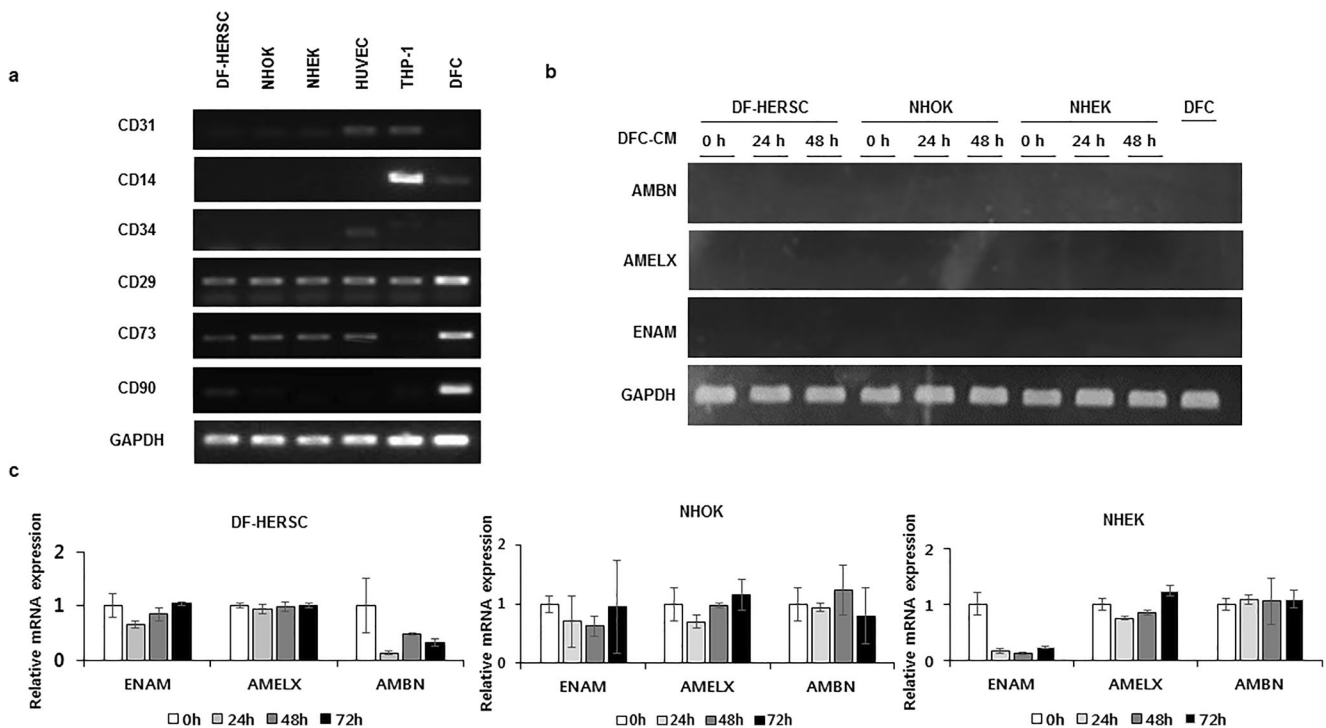 a
DF-HERSC NHOK NHEK HUVEC THP-1 DFC
CD31
CD14
CD34
CD29
CD73
CD90
GAPDH
b
DF-HERSC NHOK NHEK DFC
DFC-CM 0 h 24 h 48 h 0 h 24 h 48 h 0 h 24 h 48 h
AMBN
AMELX
ENAM
GAPDH
c
DF-HERSC
Relative mRNA expression
2
1
0
ENAM AMELX AMBN
0h 24h 48h 72h
NHOK
Relative mRNA expression
2
1
0
ENAM AMELX AMBN
0h 24h 48h 72h
NHEK
Relative mRNA expression
2
1
0
ENAM AMELX AMBN
0h 24h 48h 72h